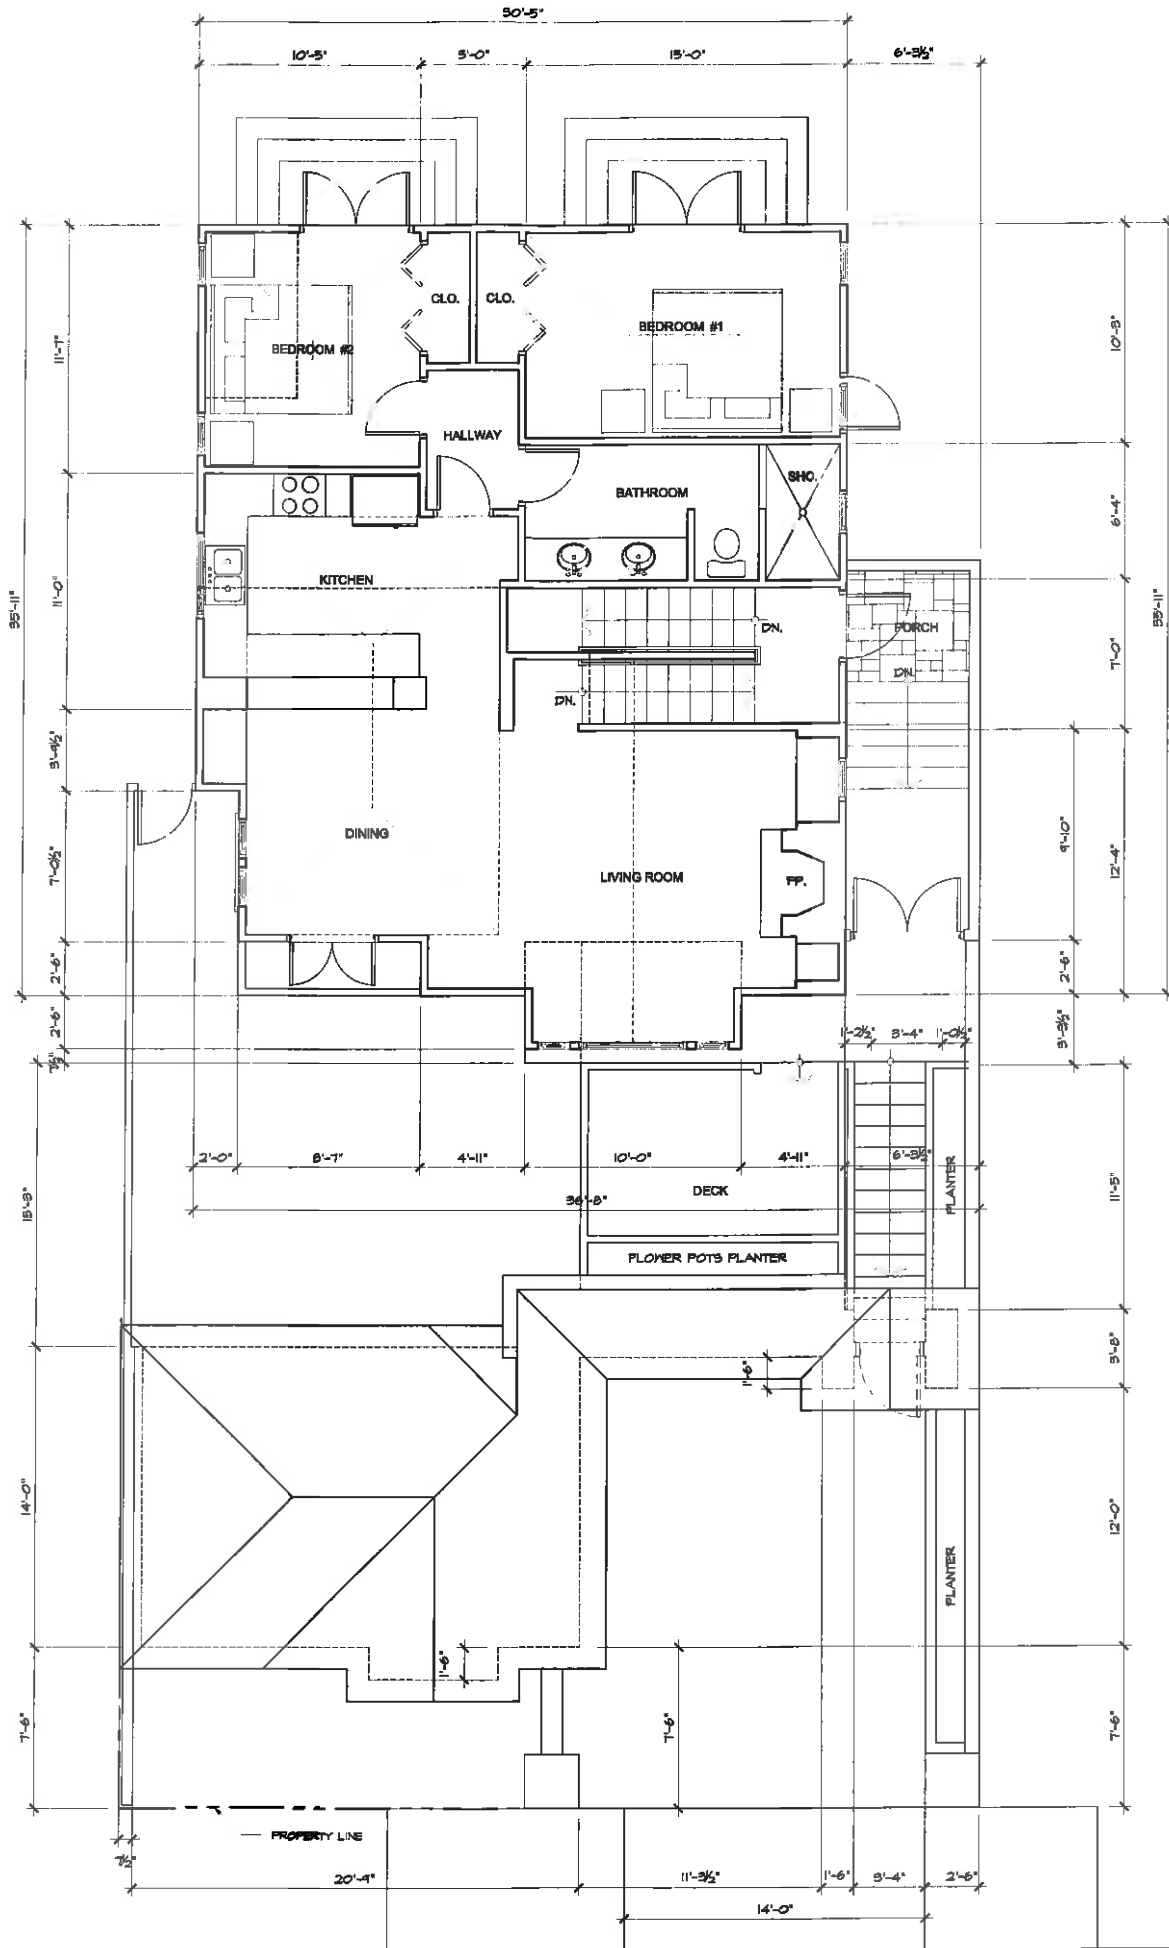 30'-5"
10'-5" 5'-0" 15'-0" 6'-3½"
CLO. CLO.
BEDROOM #1
BEDROOM #2
11'-7"
10'-3"
HALLWAY
SHO.
BATHROOM
6'-4"
KITCHEN
11'-0"
35'-11"
35'-11"
DN.
PORCH
7'-0"
DN.
DN.
3'-9½"
DINING
7'-0½"
9'-10"
12'-4"
LIVING ROOM
FP.
2'-6"
2'-6"
2'-6"
1'-2½" 3'-4" 1'-0½"
3'-3½"
7½"
2'-0" 8'-7" 4'-11" 10'-0" 4'-11" 6'-3½"
DECK
PLANTER
11'-5"
13'-3"
36'-8"
FLOWER POTS PLANTER
3'-8"
1'-6"
14'-0"
12'-0"
PLANTER
1'-6"
7'-6"
7'-6"
7'-6"
PROPERTY LINE
7½"
20'-9" 11'-3½" 1'-6" 3'-4" 2'-6"
14'-0"